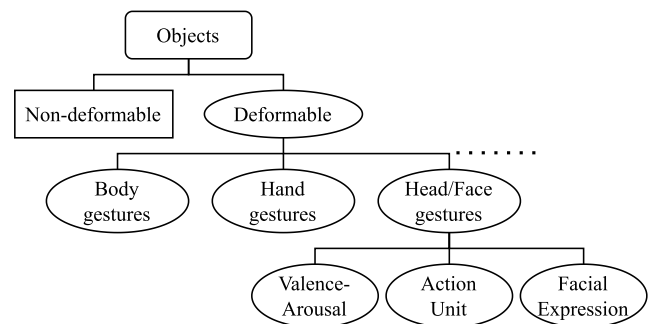 Objects
Non-deformable
Deformable
Body
gestures
Hand
gestures
Head/Face
gestures
Valence-
Arousal
Action
Unit
Facial
Expression